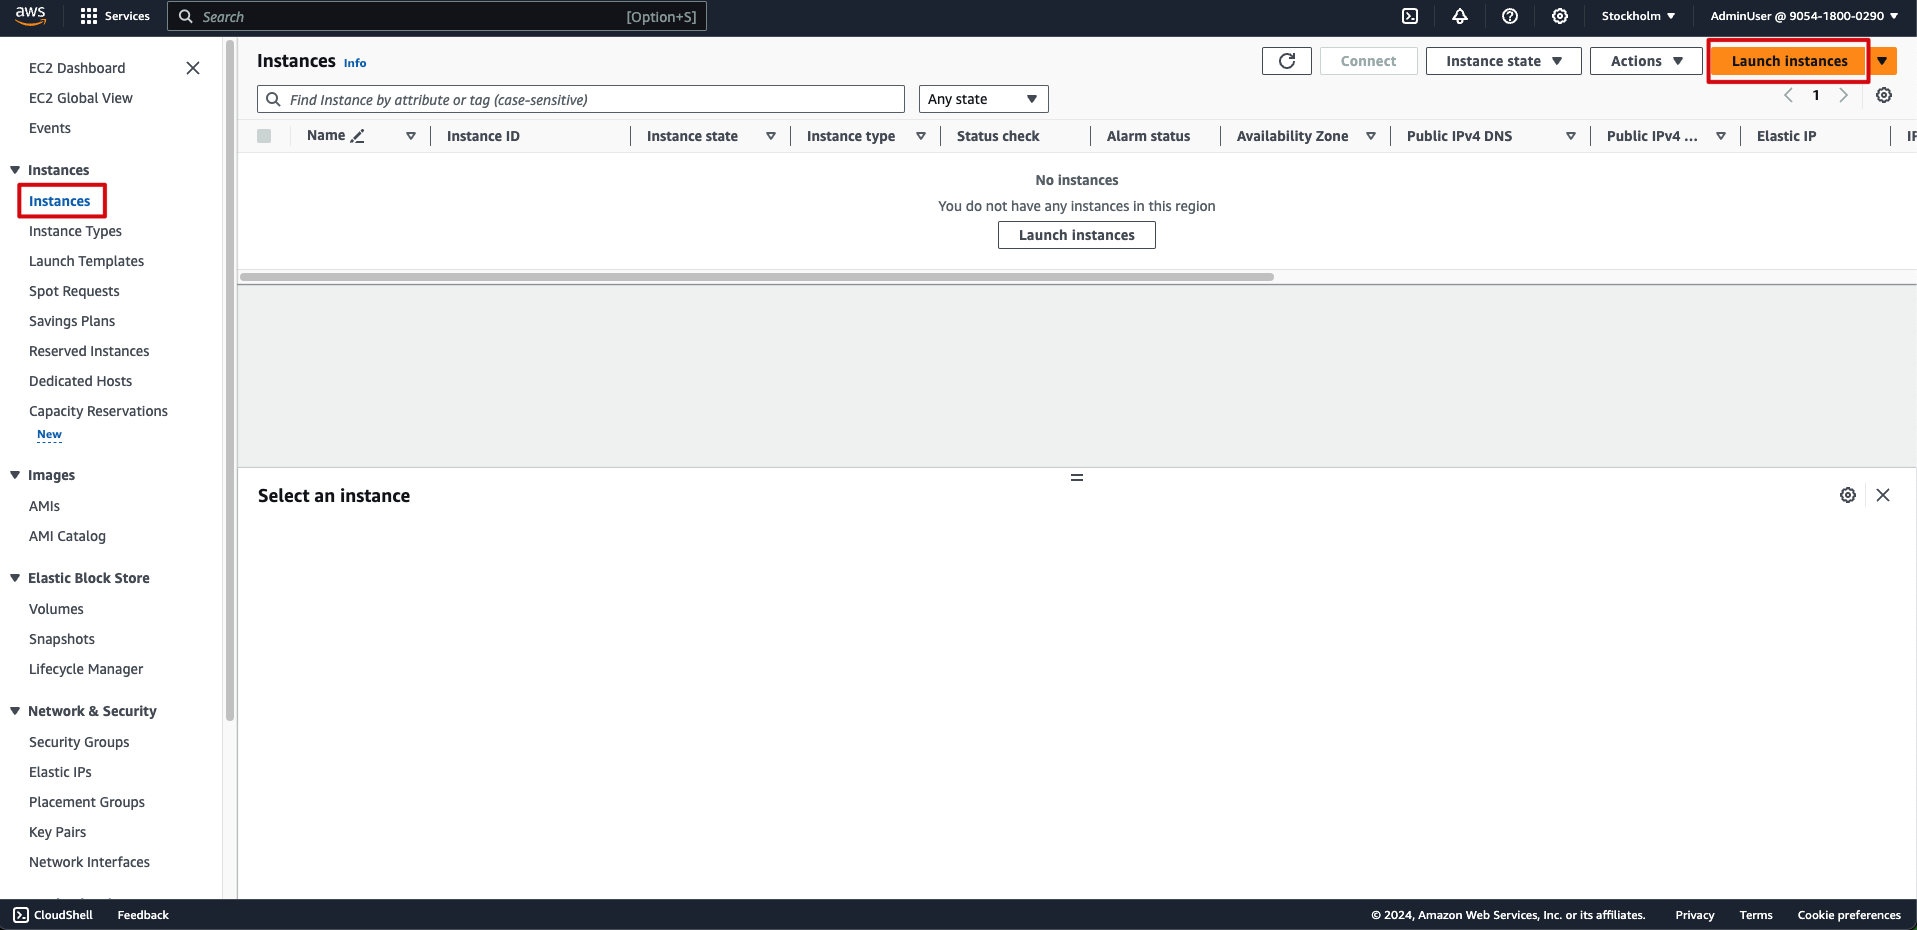 aws
Services
Search
[Option+S]
Stockholm
AdminUser @ 9054-1800-0290
EC2 Dashboard
EC2 Global View
Events
Instances
Instances
Instance Types
Launch Templates
Spot Requests
Savings Plans
Reserved Instances
Dedicated Hosts
Capacity Reservations
New
Images
AMIs
AMI Catalog
Elastic Block Store
Volumes
Snapshots
Lifecycle Manager
Network & Security
Security Groups
Elastic IPs
Placement Groups
Key Pairs
Network Interfaces
Instances Info
Connect
Instance state
Actions
Launch instances
Find Instance by attribute or tag (case-sensitive)
Any state
1
Name
Instance ID
Instance state
Instance type
Status check
Alarm status
Availability Zone
Public IPv4 DNS
Public IPv4 ...
Elastic IP
No instances
You do not have any instances in this region
Launch instances
Select an instance
CloudShell
Feedback
© 2024, Amazon Web Services, Inc. or its affiliates.
Privacy
Terms
Cookie preferences